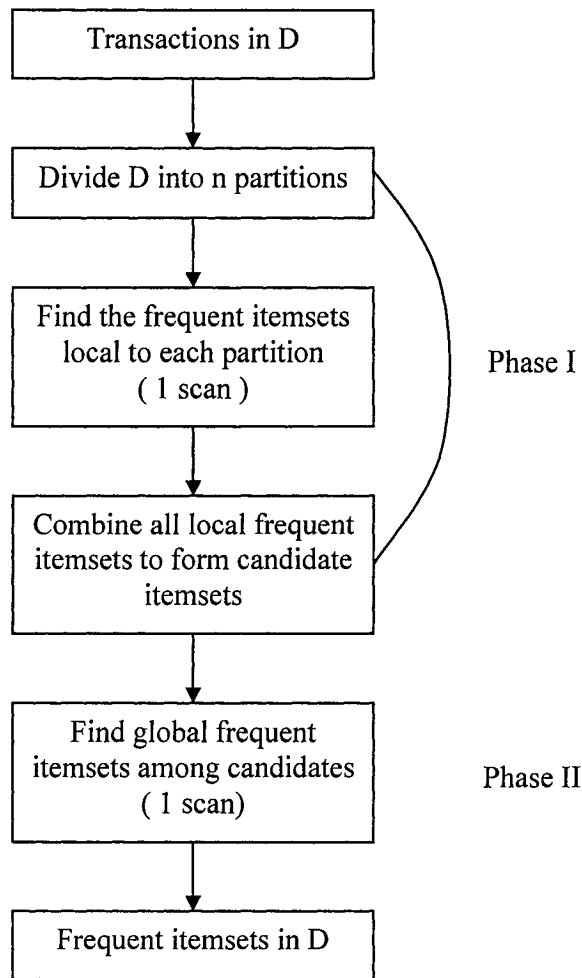 Transactions in D
Divide D into n partitions
Find the frequent itemsets
local to each partition
( 1 scan )
Phase I
Combine all local frequent
itemsets to form candidate
itemsets
Find global frequent
itemsets among candidates
( 1 scan)
Phase II
Frequent itemsets in D